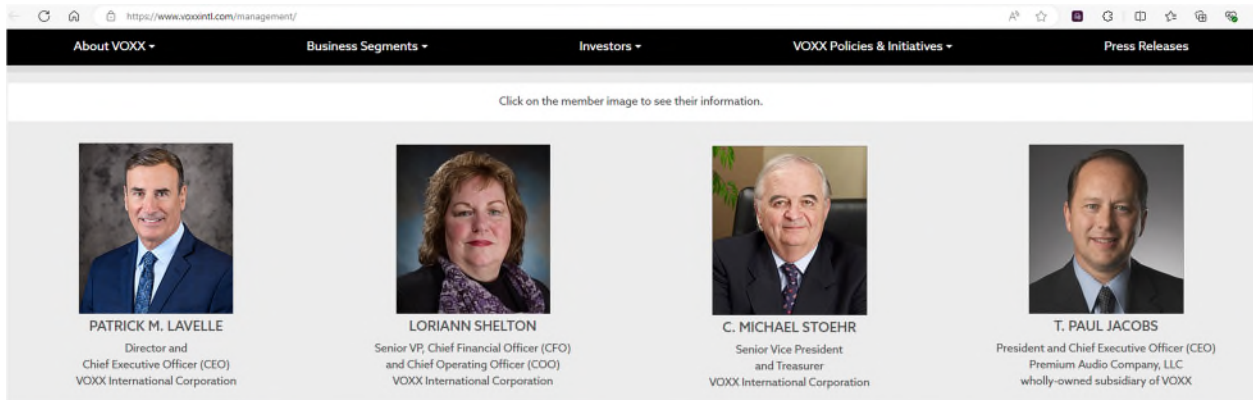 https://www.voxxintl.com/management/
About VOXX
Business Segments
Investors
VOXX Policies & Initiatives
Press Releases
Click on the member image to see their information.
PATRICK M. LAVELLE
Director and
Chief Executive Officer (CEO)
VOXX International Corporation
LORIANN SHELTON
Senior VP, Chief Financial Officer (CFO)
and Chief Operating Officer (COO)
VOXX International Corporation
C. MICHAEL STOEHR
Senior Vice President
and Treasurer
VOXX International Corporation
T. PAUL JACOBS
President and Chief Executive Officer (CEO)
Premium Audio Company, LLC
wholly-owned subsidiary of VOXX